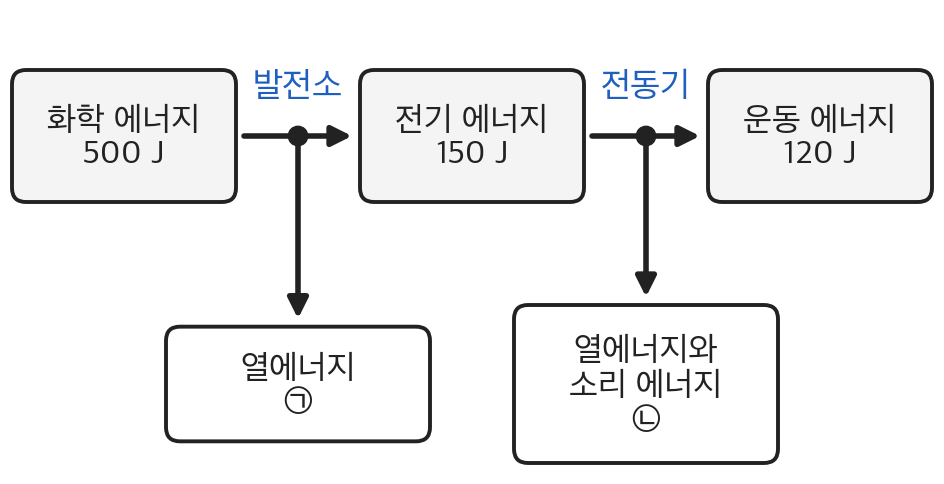 발전소
전동기
화학 에너지
500 J
전기 에너지
150 J
운동 에너지
120 J
열에너지
㉠
열에너지와
소리 에너지
㉡